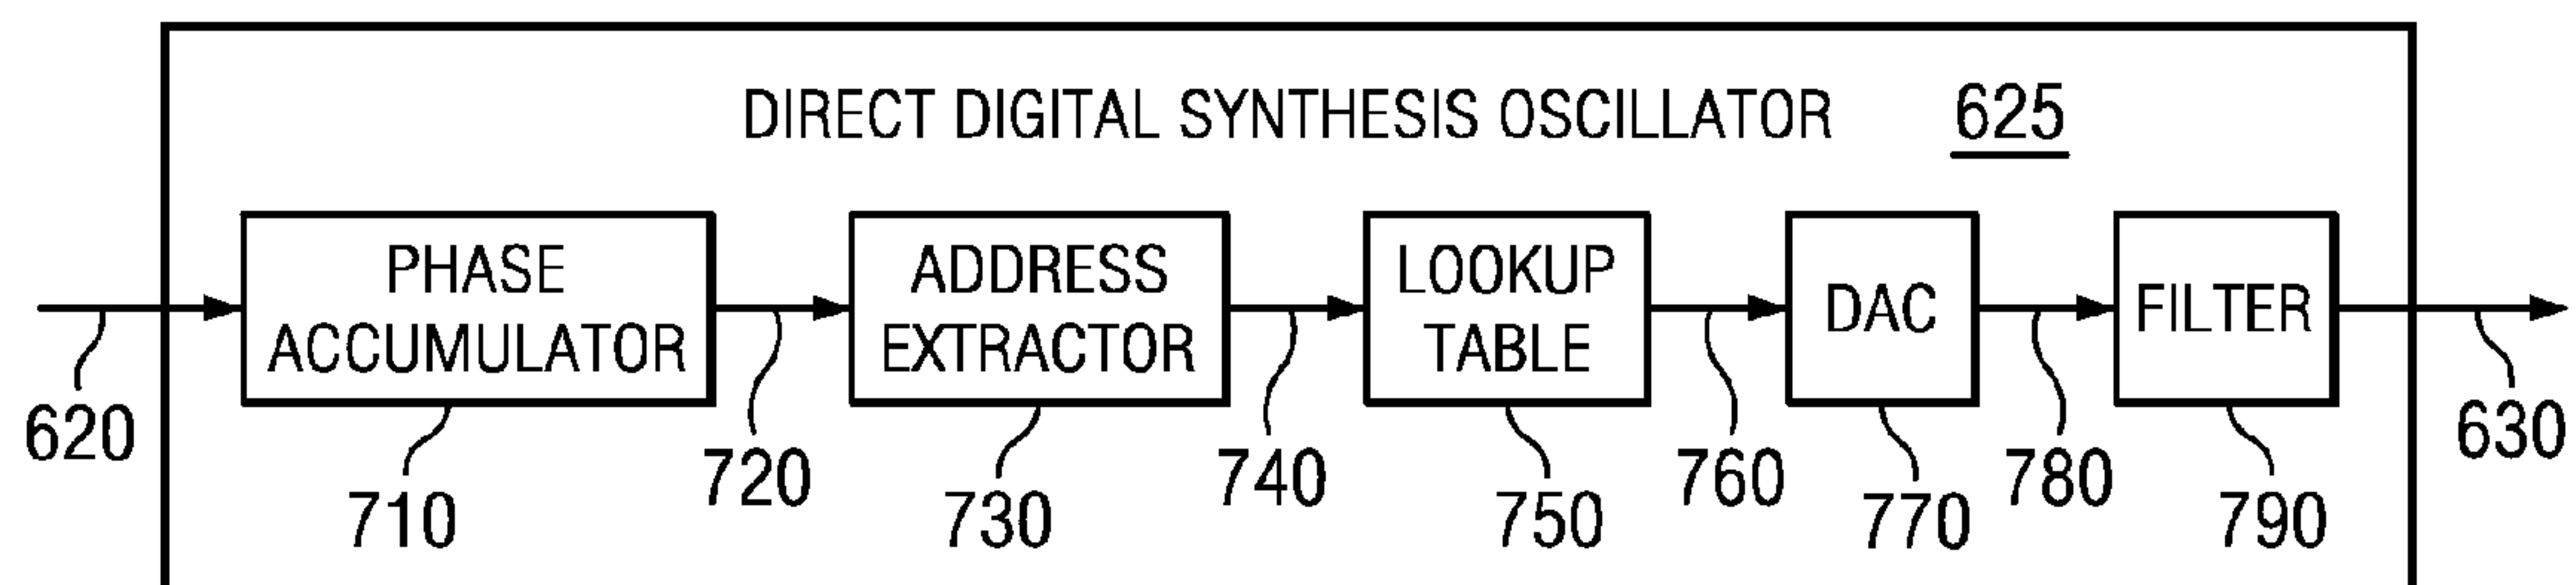 DIRECT DIGITAL SYNTHESIS OSCILLATOR 625
PHASE
ACCUMULATOR
ADDRESS
EXTRACTOR
LOOKUP
TABLE
DAC
FILTER
620
710
720
730
740
750
760
770
780
790
630